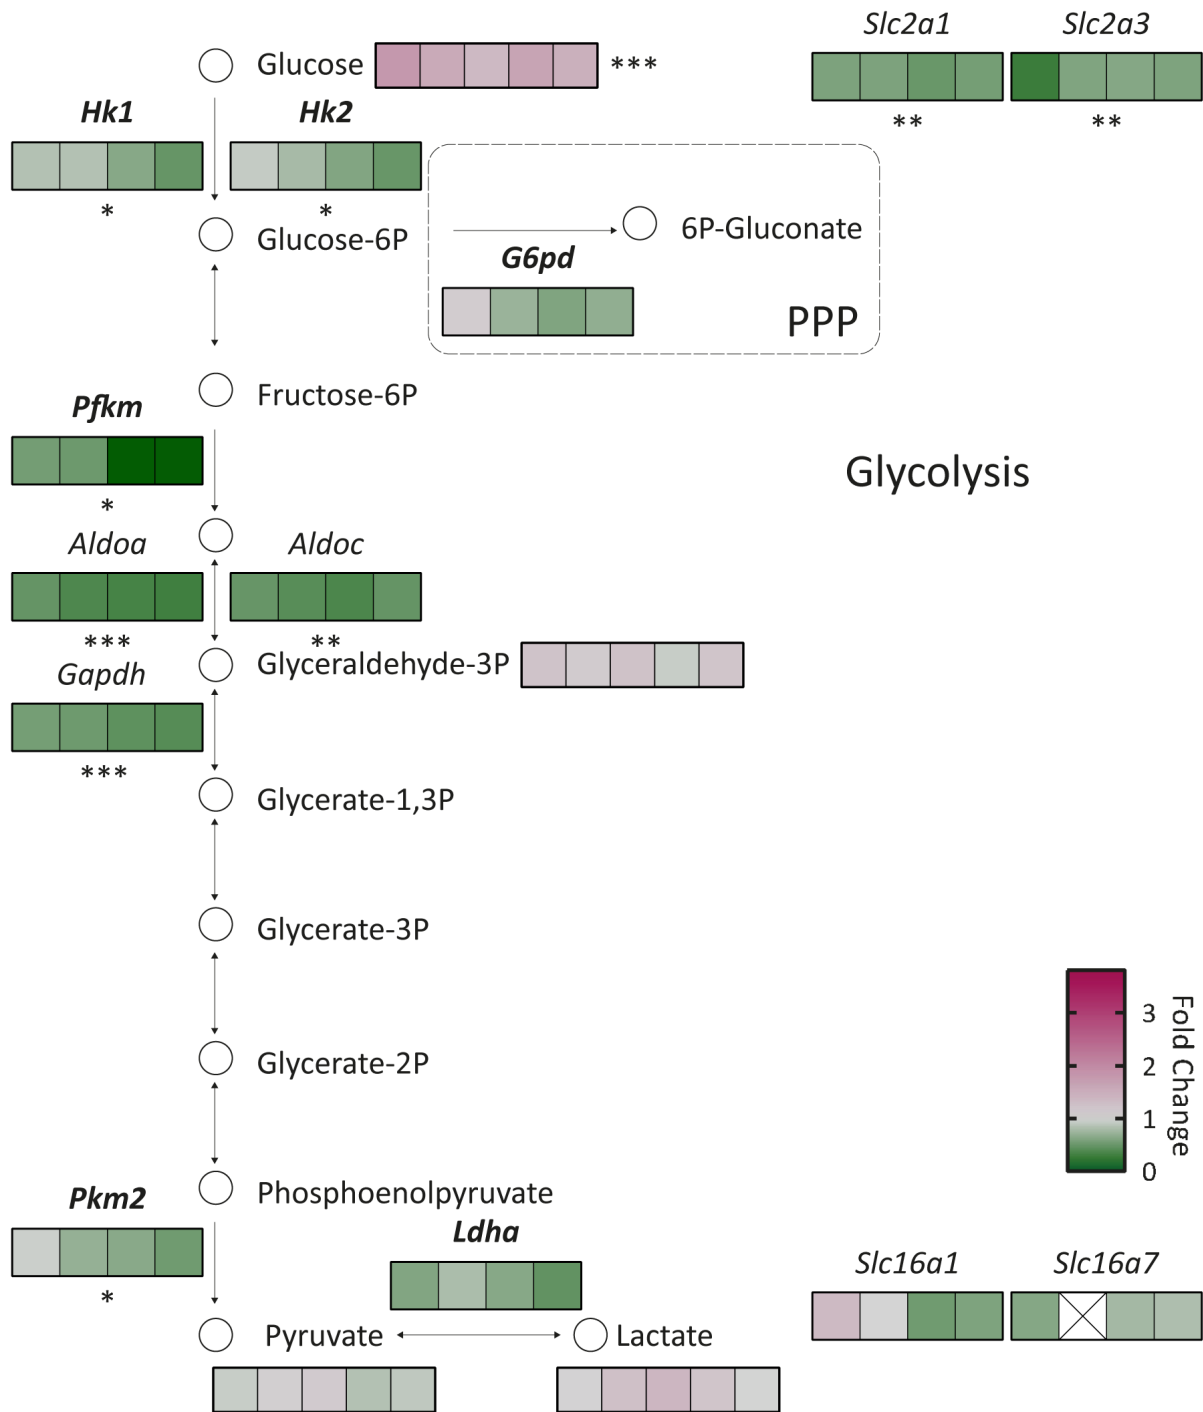 Slc2a1 Slc2a3
Glucose ***
Hk1 Hk2
** **
* *
Glucose-6P
6P-Gluconate
G6pd
PPP
Fructose-6P
Pfkm
Glycolysis
*
Aldoa Aldoc
*** **
Glyceraldehyde-3P
Gapdh
***
Glycerate-1,3P
Glycerate-3P
3
2
1
0
Fold Change
Glycerate-2P
Phosphoenolpyruvate
Pkm2
Ldha
Slc16a1 Slc16a7
*
Pyruvate Lactate